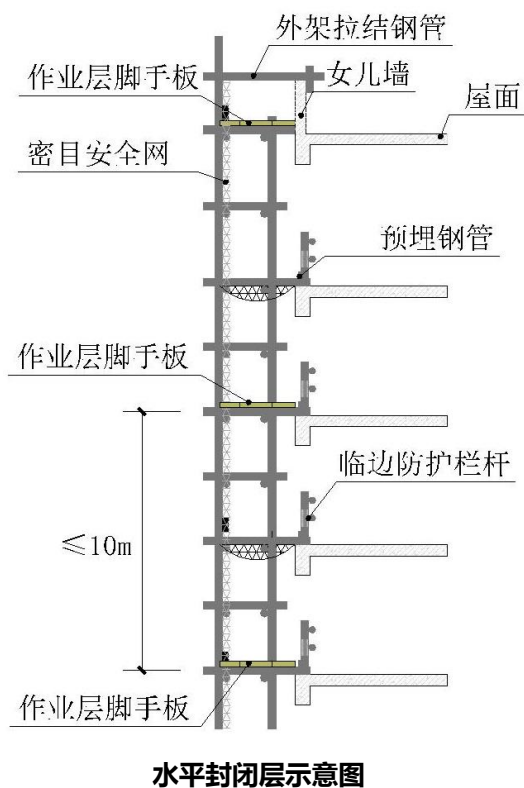 外架拉结钢管
作业层脚手板
女儿墙
屋面
密目安全网
预埋钢管
作业层脚手板
临边防护栏杆
≤10m
作业层脚手板
水平封闭层示意图